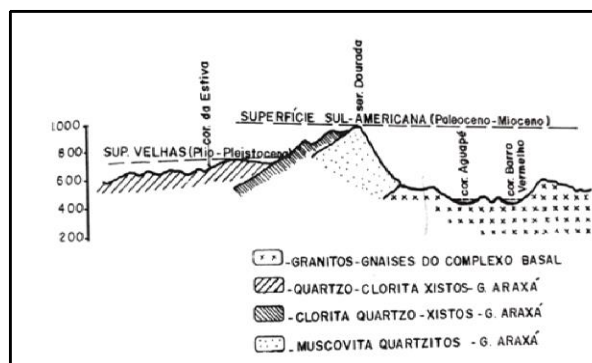 cor. da Estiva
ser. Dourada
SUPERFÍCIE SUL-AMERICANA (Paleoceno-Mioceno)
SUP. VELHAS (Plio-Pleistoceno)
cor. Aguapé
cor. Barro
Vermelho
1000
800
600
400
200
-GRANITOS-GNAISES DO COMPLEXO BASAL
-QUARTZO-CLORITA XISTOS-G. ARAXÁ
-CLORITA QUARTZO-XISTOS-G. ARAXÁ
-MUSCOVITA QUARTZITOS -G. ARAXÁ